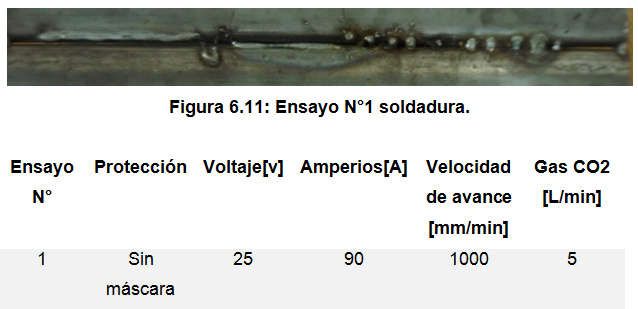 Figura 6.11: Ensayo N°1 soldadura.
Ensayo Protección Voltaje[v] Amperios[A] Velocidad Gas CO2
N° de avance [L/min]
[mm/min]
1 Sin 25 90 1000 5
máscara